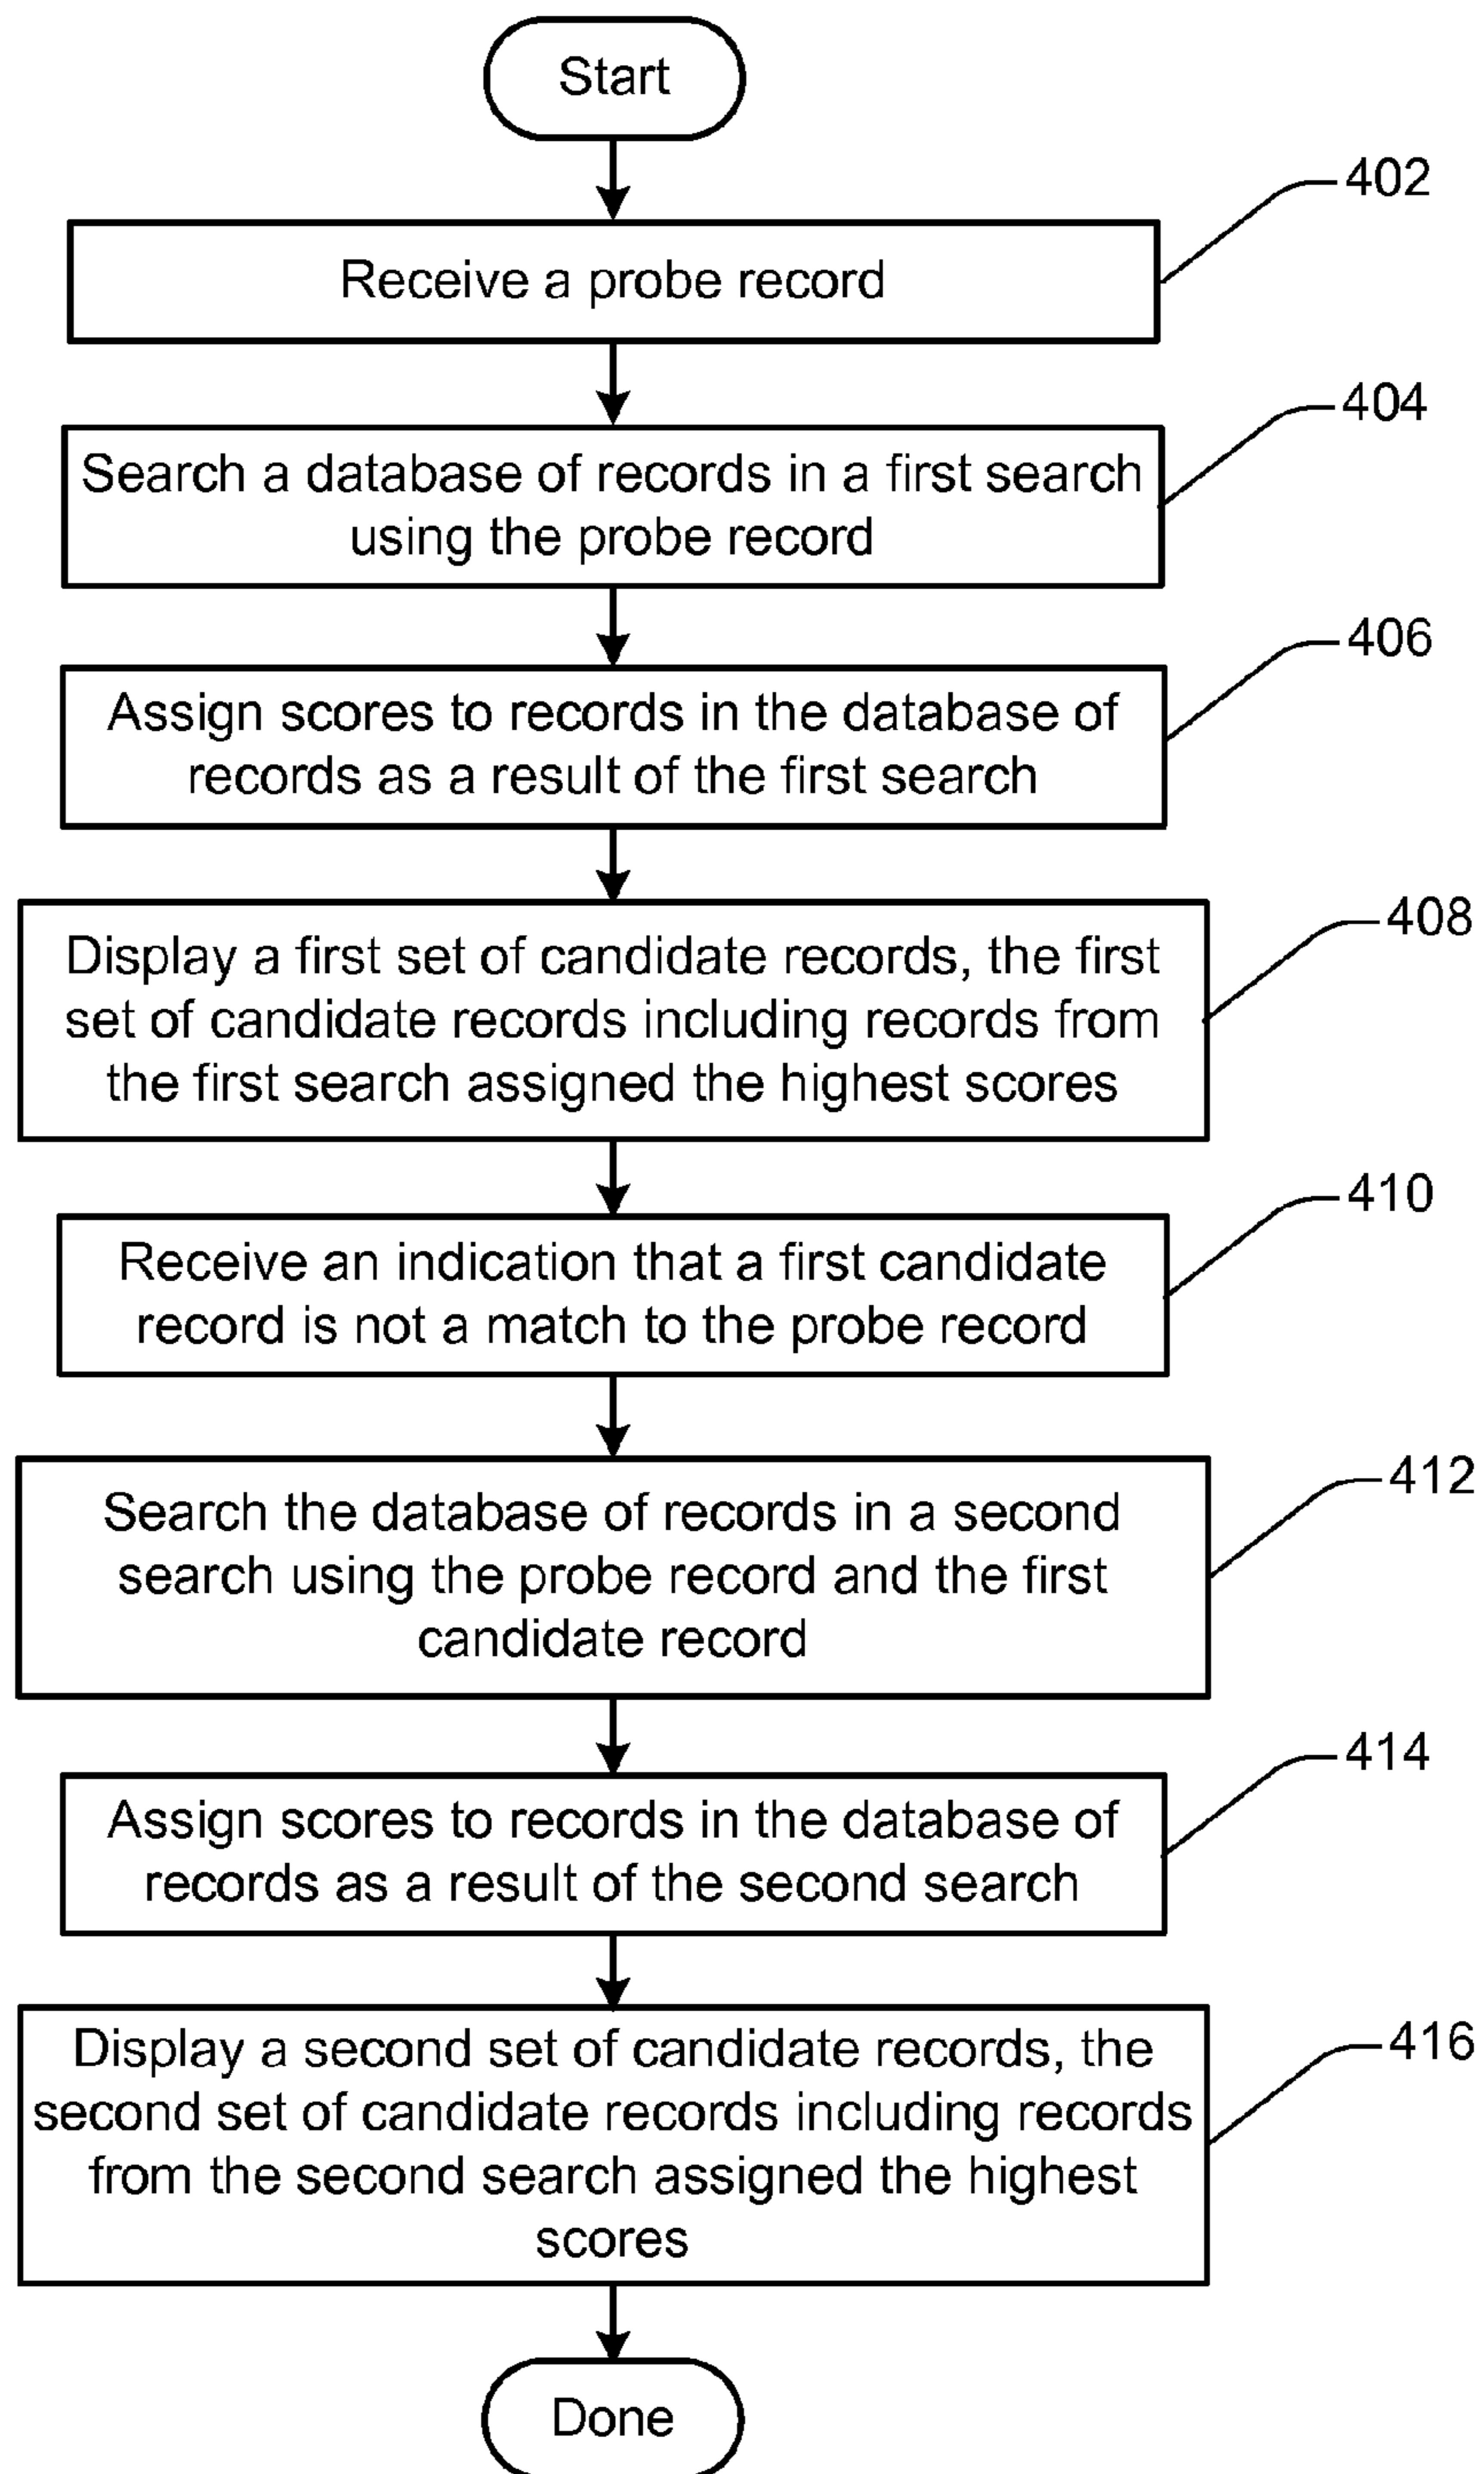 Start
402
Receive a probe record
404
Search a database of records in a first search
using the probe record
406
Assign scores to records in the database of
records as a result of the first search
408
Display a first set of candidate records, the first
set of candidate records including records from
the first search assigned the highest scores
410
Receive an indication that a first candidate
record is not a match to the probe record
412
Search the database of records in a second
search using the probe record and the first
candidate record
414
Assign scores to records in the database of
records as a result of the second search
416
Display a second set of candidate records, the
second set of candidate records including records
from the second search assigned the highest
scores
Done